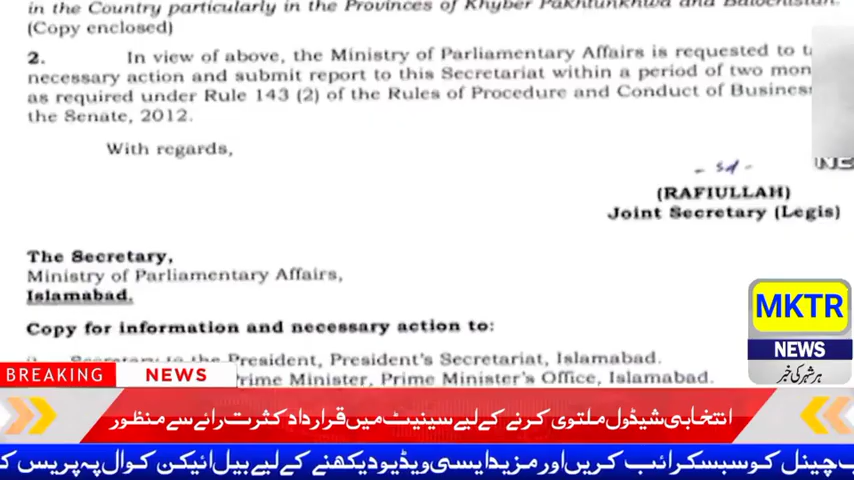 in the Country particularly in the Provinces of Khyber Pakhtunkhwa and Balochistan.
(Copy enclosed)
2. In view of above, the Ministry of Parliamentary Affairs is requested to t
necessary action and submit report to this Secretariat within a period of two mon
as required under Rule 143 (2) of the Rules of Procedure and Conduct of Business
the Senate, 2012.
With regards,
NE
- sd -
(RAFIULLAH)
Joint Secretary (Legis)
The Secretary,
Ministry of Parliamentary Affairs,
Islamabad.
Copy for information and necessary action to:
Secretary to the President, President's Secretariat, Islamabad.
Prime Minister, Prime Minister's Office, Islamabad.
MKTR
NEWS
ہر شہر کی خبر
BREAKING NEWS
انتخابی شیڈول ملتوی کرنے کے لیے سینیٹ میں قرارداد کثرت رائے سے منظور
چینل کو سبسکرائب کریں اور مزید ایسی ویڈیو دیکھنے کے لیے بیل آئیکن کو آل پہ پریس ک